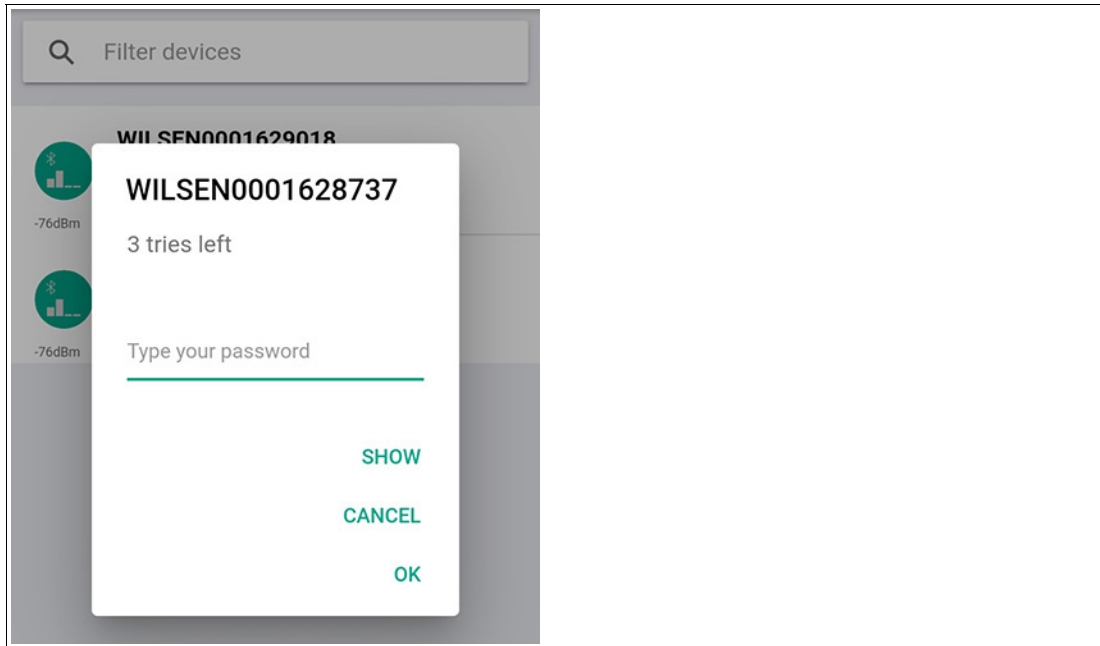 Filter devices
WILSEN0001629018
-76dBm
WILSEN0001628737
3 tries left
-76dBm
Type your password
SHOW
CANCEL
OK